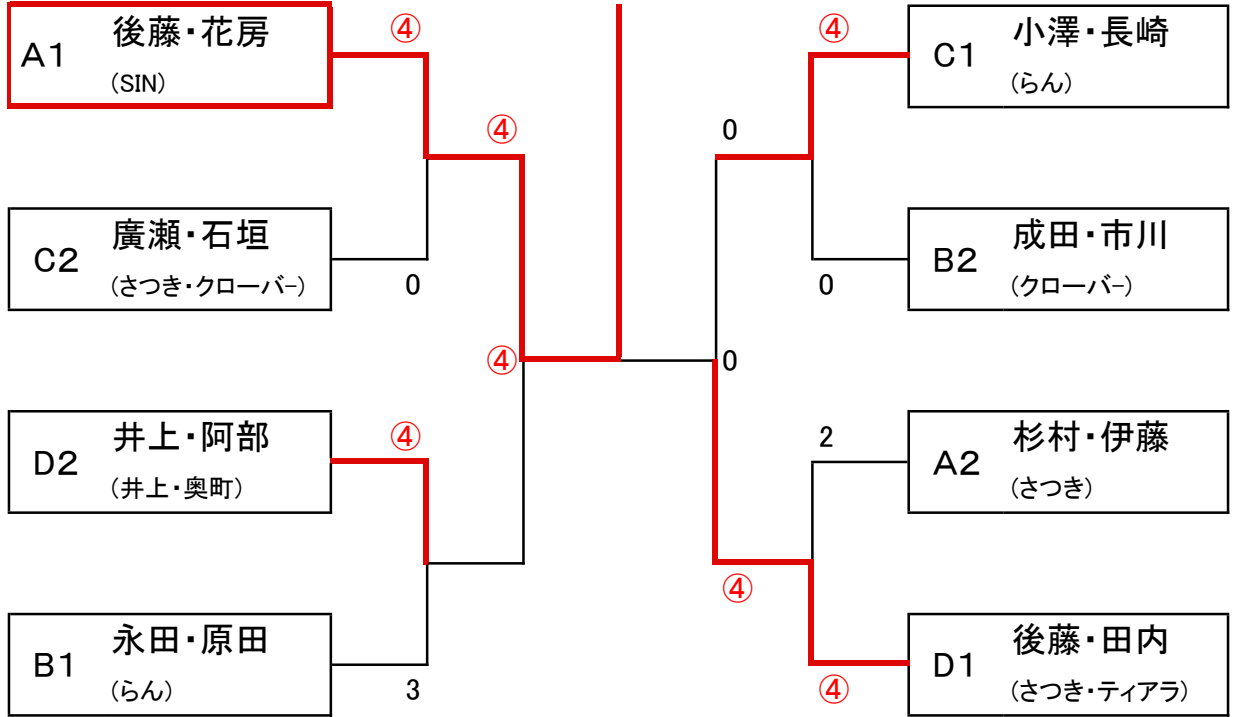 A1
後藤・花房
(SIN)
④
④
C2
廣瀬・石垣
(さつき・クローバ-)
0
④
D2
井上・阿部
(井上・奥町)
④
B1
永田・原田
(らん)
3
④
C1
小澤・長崎
(らん)
0
B2
成田・市川
(クローバ-)
0
0
2
A2
杉村・伊藤
(さつき)
④
D1
後藤・田内
(さつき・ティアラ)
④